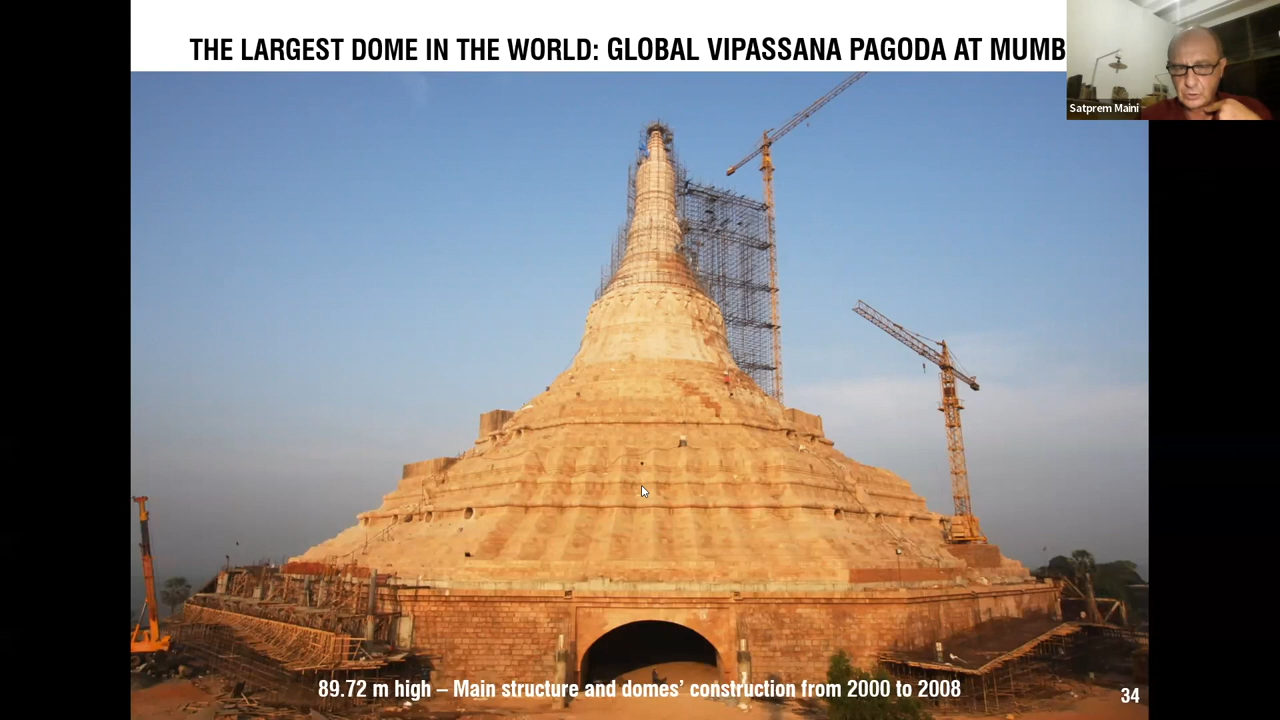 THE LARGEST DOME IN THE WORLD: GLOBAL VIPASSANA PAGODA AT MUMB
Satprem Maini
89.72 m high – Main structure and domes’ construction from 2000 to 2008
34